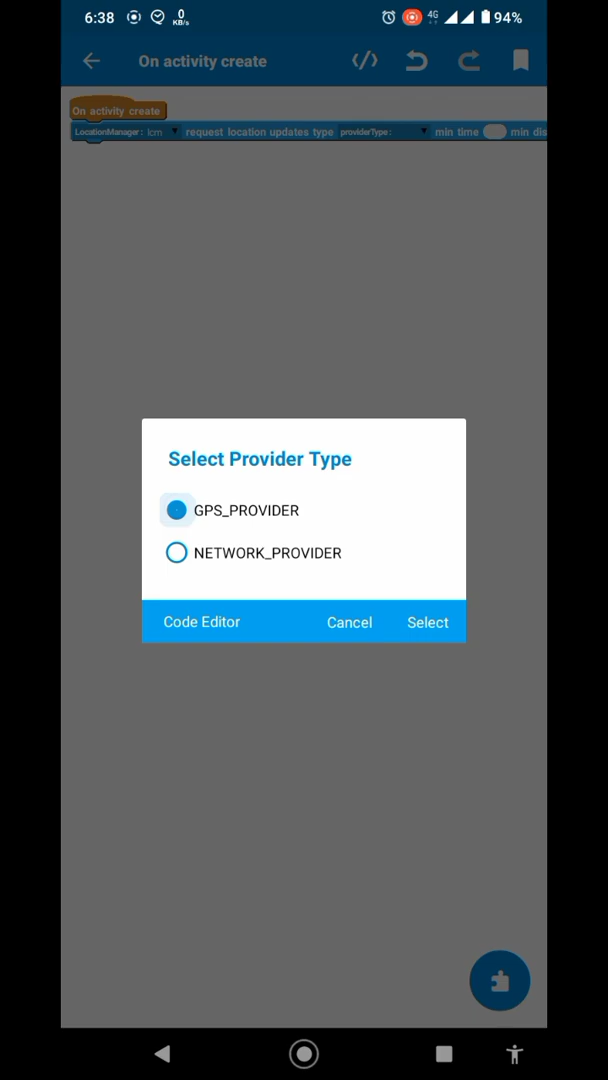 6:38 0 KB/s 4G 94%
On activity create
On activity create
LocationManager: lcm request location updates type providerType: min time min dis
Select Provider Type
GPS_PROVIDER
NETWORK_PROVIDER
Code Editor Cancel Select